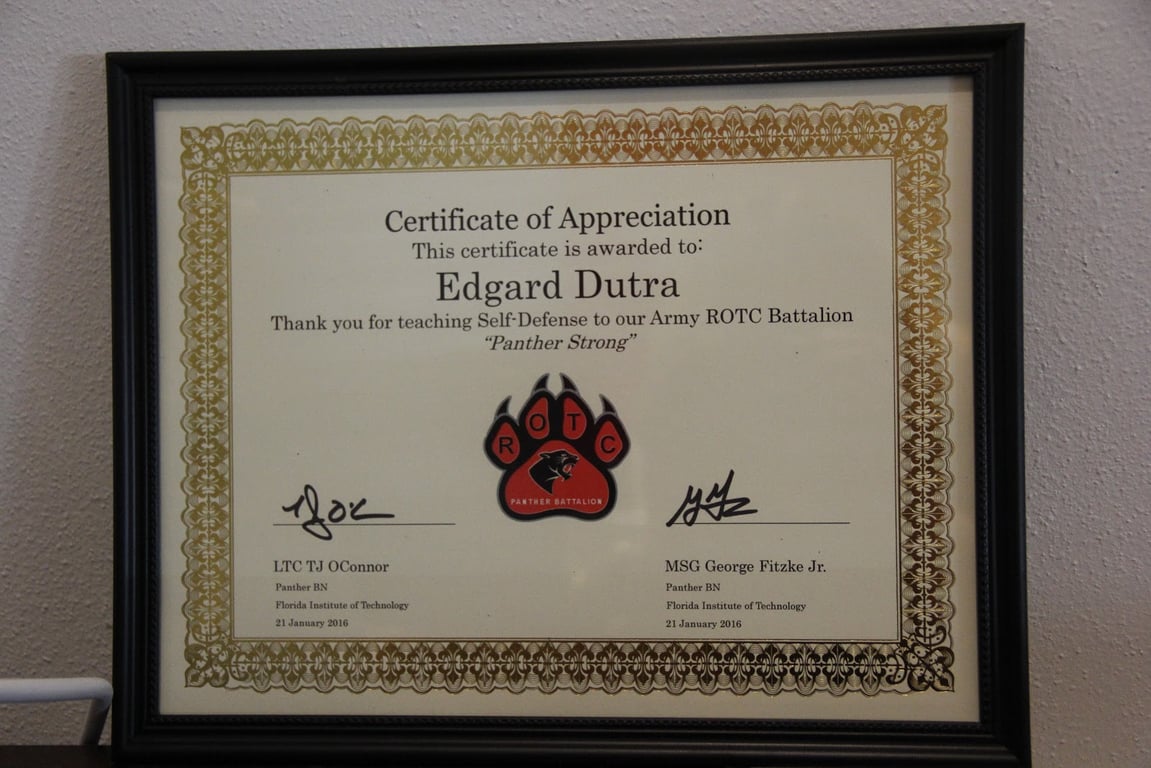 Certificate of Appreciation
This certificate is awarded to:
Edgard Dutra
Thank you for teaching Self-Defense to our Army ROTC Battalion
"Panther Strong"
ROTC
PANTHER BATTALION
LTC TJ OConnor
Panther BN
Florida Institute of Technology
21 January 2016
MSG George Fitzke Jr.
Panther BN
Florida Institute of Technology
21 January 2016